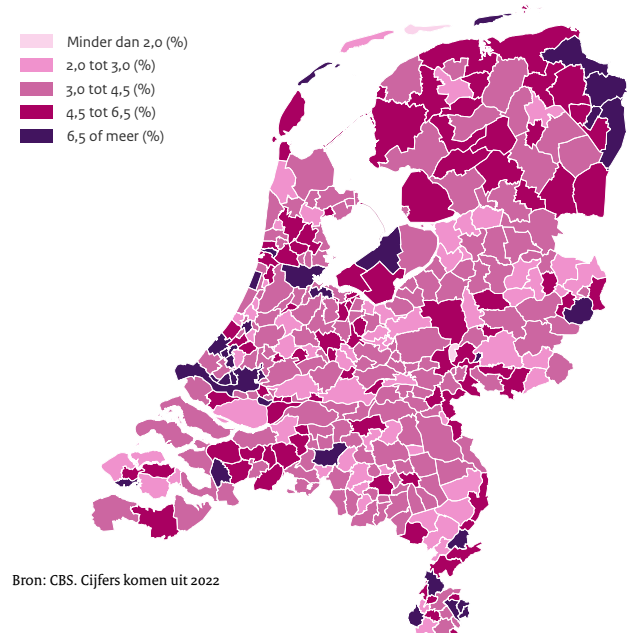 Minder dan 2,0 (%)
2,0 tot 3,0 (%)
3,0 tot 4,5 (%)
4,5 tot 6,5 (%)
6,5 of meer (%)
Bron: CBS. Cijfers komen uit 2022